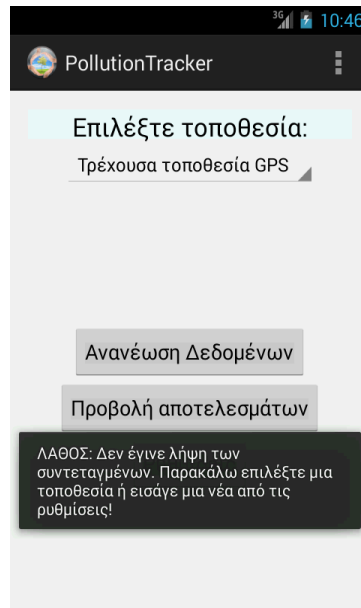 3G 10:46
PollutionTracker
Επιλέξτε τοποθεσία:
Τρέχουσα τοποθεσία GPS
Ανανέωση Δεδομένων
Προβολή αποτελεσμάτων
ΛΑΘΟΣ: Δεν έγινε λήψη των
συντεταγμένων. Παρακάλω επιλέξτε μια
τοποθεσία ή εισάγε μια νέα από τις
ρυθμίσεις!